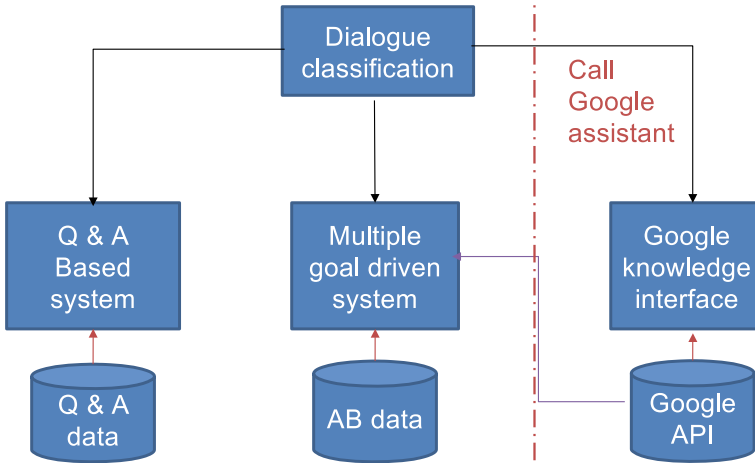 Dialogue
classification
Call
Google
assistant
Q & A
Based
system
Multiple
goal driven
system
Google
knowledge
interface
Q & A
data
AB data
Google
API